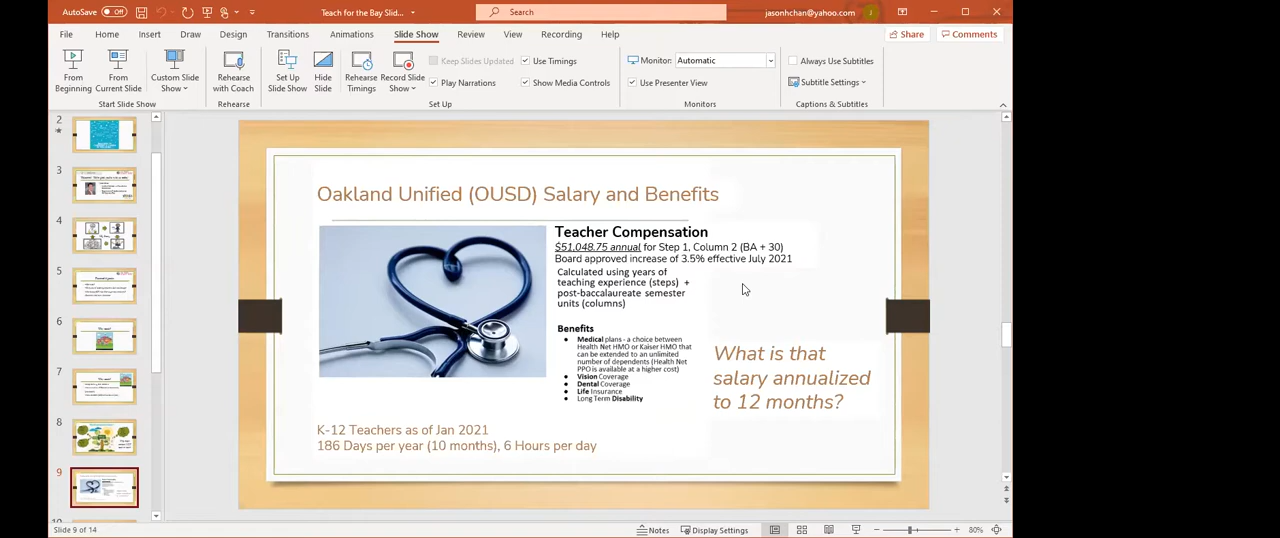 AutoSave Off
Teach for the Bay Slid...
Search
jasonhchan@yahoo.com
J
File Home Insert Draw Design Transitions Animations Slide Show Review View Recording Help
Share Comments
From Beginning
From Current Slide
Custom Slide Show
Rehearse with Coach
Set Up Slide Show
Hide Slide
Rehearse Timings
Record Slide Show
Keep Slides Updated
Use Timings
Play Narrations
Show Media Controls
Monitor: Automatic
Use Presenter View
Always Use Subtitles
Subtitle Settings
Start Slide Show
Rehearse
Set Up
Monitors
Captions & Subtitles
2
3
4
5
6
7
8
9
Oakland Unified (OUSD) Salary and Benefits
Teacher Compensation
$51,048.75 annual for Step 1, Column 2 (BA + 30)
Board approved increase of 3.5% effective July 2021
Calculated using years of
teaching experience (steps) +
post-baccalaureate semester
units (columns)
Benefits
● Medical plans - a choice between
Health Net HMO or Kaiser HMO that
can be extended to an unlimited
number of dependents (Health Net
PPO is available at a higher cost)
● Vision Coverage
● Dental Coverage
● Life Insurance
● Long Term Disability
What is that
salary annualized
to 12 months?
K-12 Teachers as of Jan 2021
186 Days per year (10 months), 6 Hours per day
Slide 9 of 14
Notes
Display Settings
80%